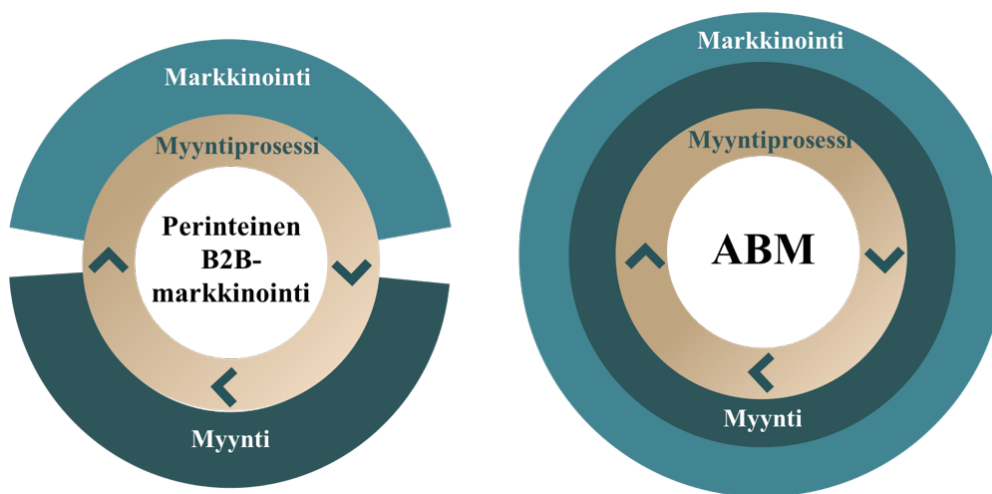 Markkinointi
Myyntiprosessi
Perinteinen
B2B-
markkinointi
Myynti
Markkinointi
Myyntiprosessi
ABM
Myynti